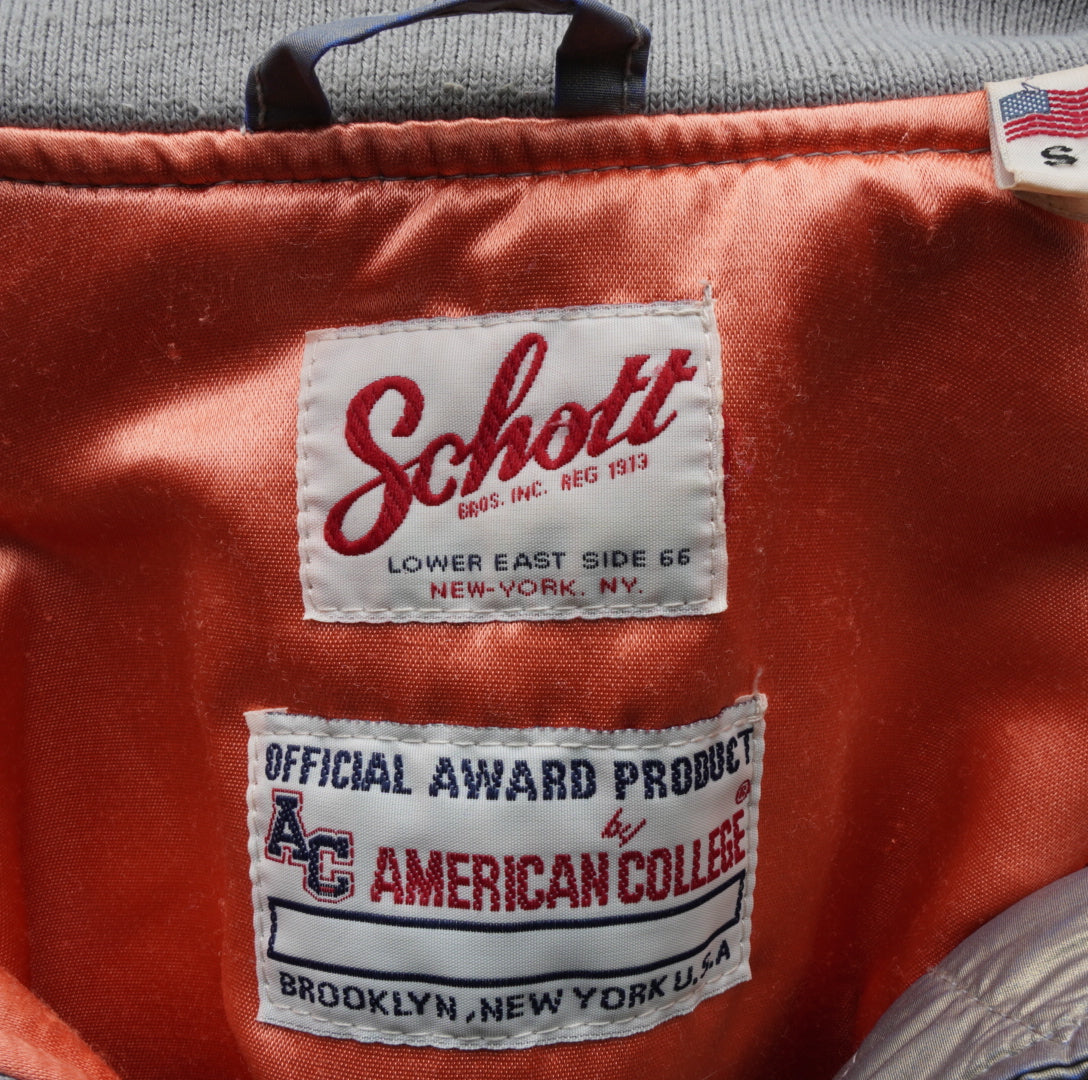 S
Schott
BROS. INC. REG 1913
LOWER EAST SIDE 66
NEW-YORK. NY.
OFFICIAL AWARD PRODUCT
AC
by
AMERICAN COLLEGE®
BROOKLYN, NEW YORK U.S.A